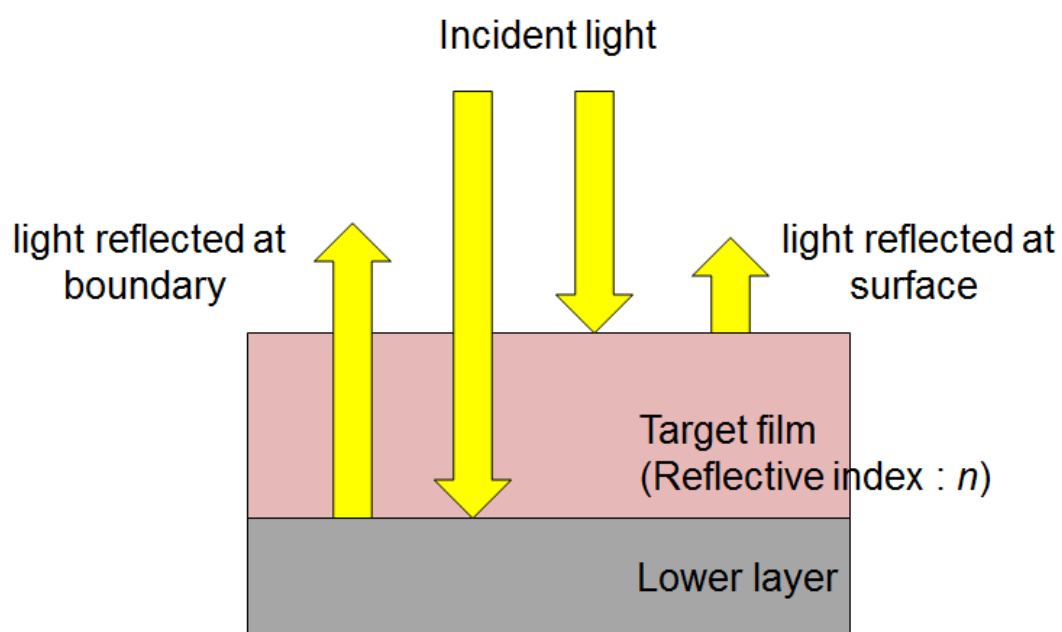 Incident light
light reflected at
boundary
light reflected at
surface
Target film
(Reflective index : n)
Lower layer